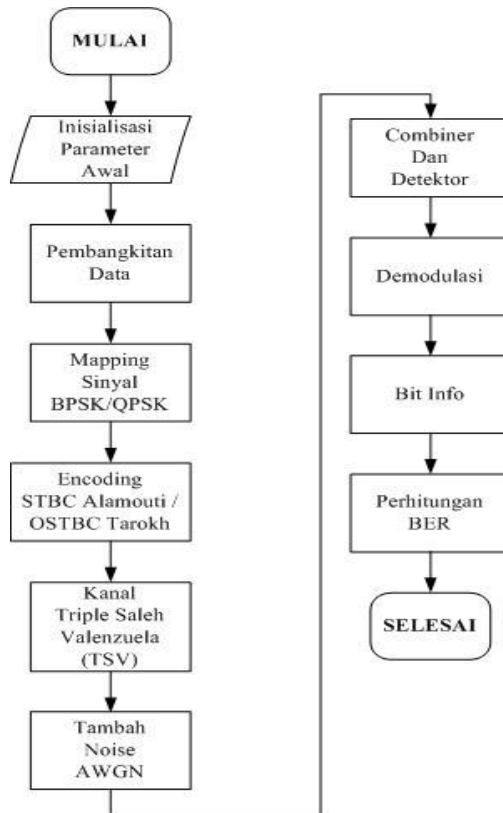 MULAI
Inisialisasi
Parameter
Awal
Pembangkitan
Data
Mapping
Sinyal
BPSK/QPSK
Encoding
STBC Alamouti /
OSTBC Tarokh
Kanal
Triple Saleh
Valenzuela
(TSV)
Tambah
Noise
AWGN
Combiner
Dan
Detektor
Demodulasi
Bit Info
Perhitungan
BER
SELESAI